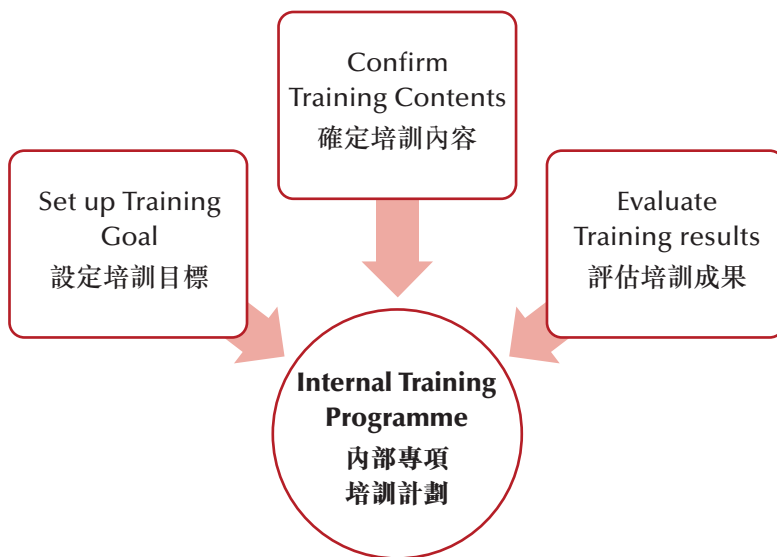 Set up Training
Goal
設定培訓目標
Confirm
Training Contents
確定培訓內容
Evaluate
Training results
評估培訓成果
Internal Training
Programme
內部專項
培訓計劃